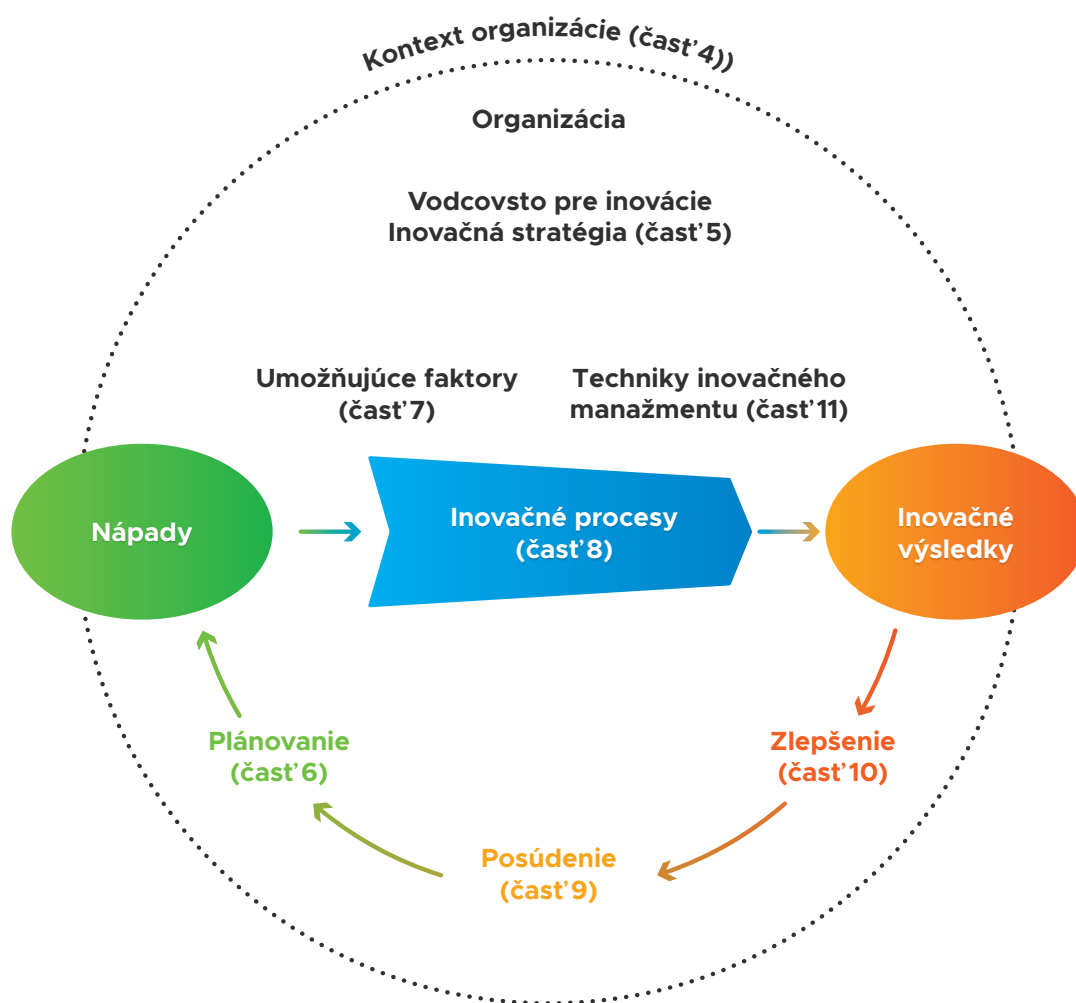 Kontext organizácie (časť 4))
Organizácia
Vodcovsto pre inovácie
Inovačná stratégia (časť 5)
Umožňujúce faktory
(časť 7)
Techniky inovačného
manažmentu (časť 11)
Nápady
Inovačné procesy
(časť 8)
Inovačné
výsledky
Plánovanie
(časť 6)
Zlepšenie
(časť 10)
Posúdenie
(časť 9)